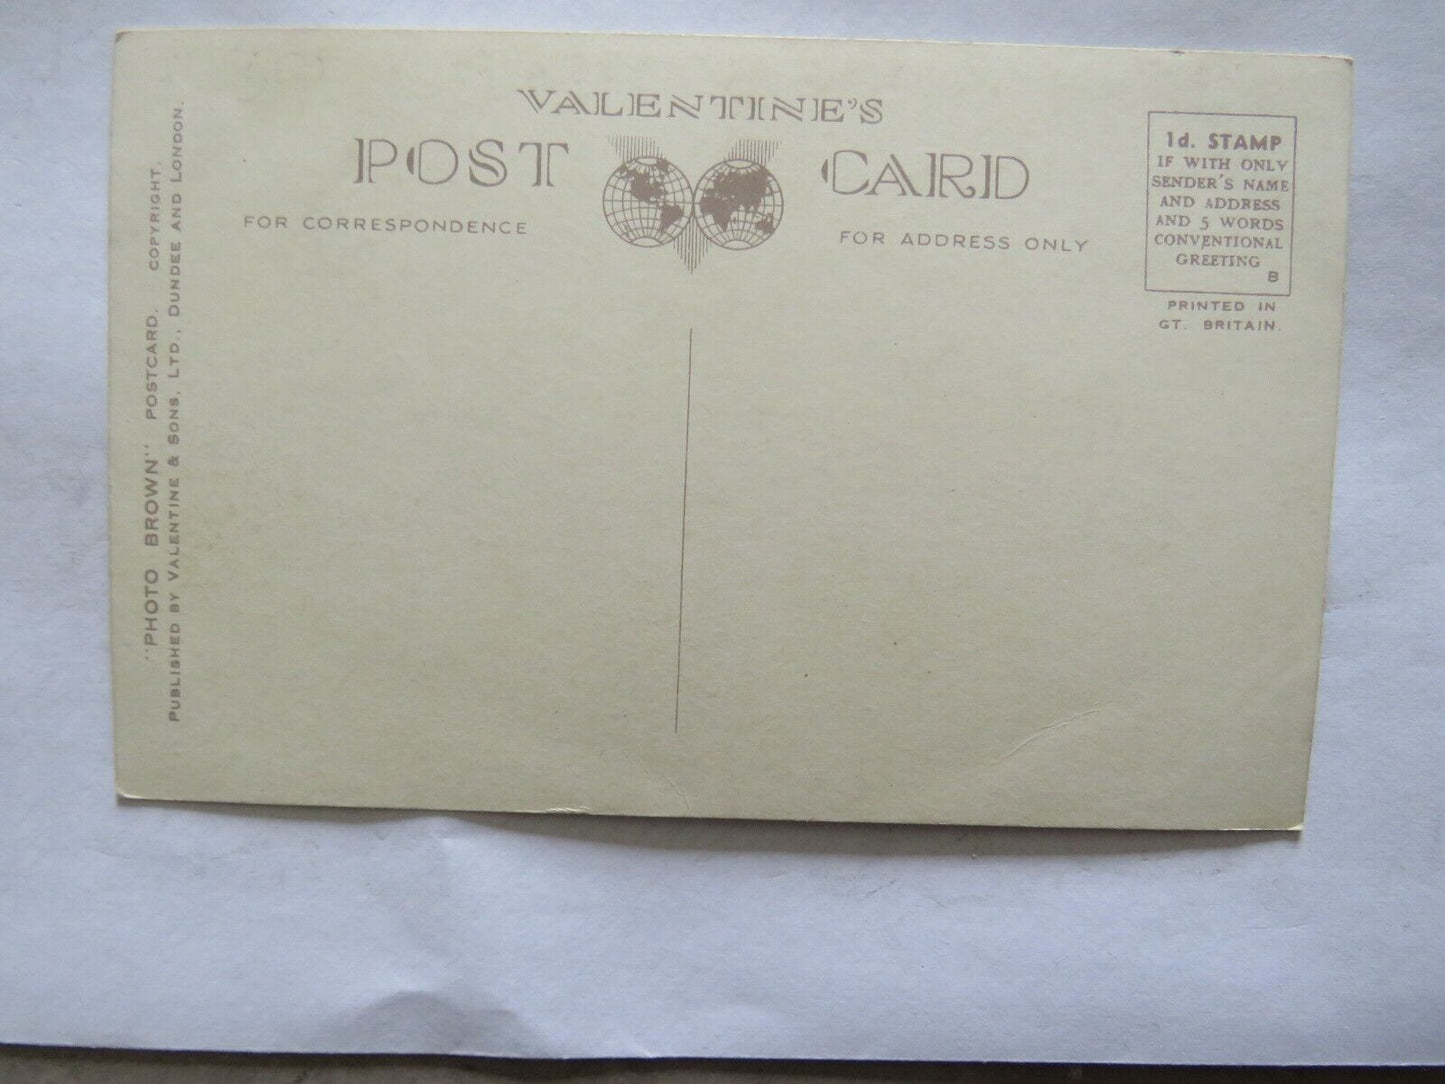 VALENTINE'S
POST CARD
FOR CORRESPONDENCE
FOR ADDRESS ONLY
1d. STAMP
IF WITH ONLY
SENDER'S NAME
AND ADDRESS
AND 5 WORDS
CONVENTIONAL
GREETING
B
PRINTED IN
GT. BRITAIN.
"PHOTO BROWN" POSTCARD. COPYRIGHT.
PUBLISHED BY VALENTINE & SONS, LTD., DUNDEE AND LONDON.